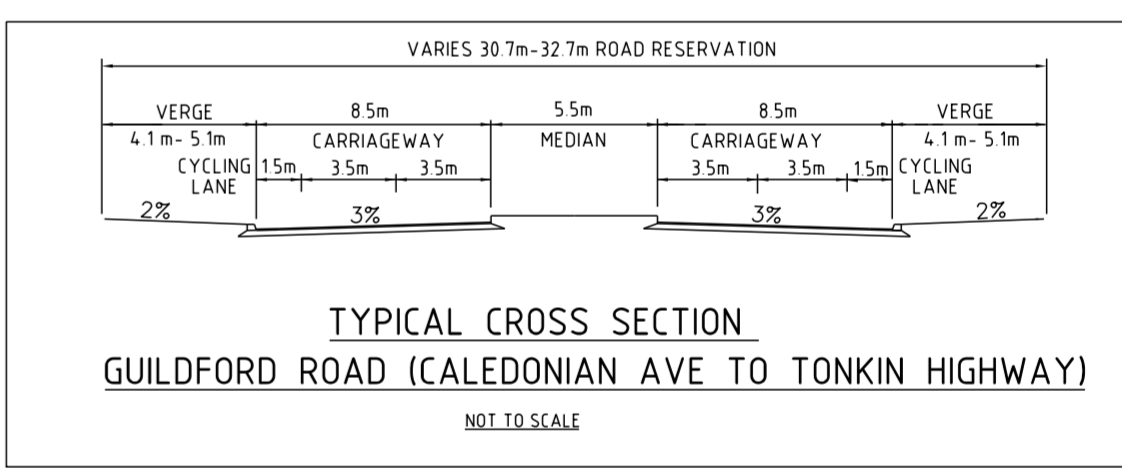 VARIES 30.7m-32.7m ROAD RESERVATION
VERGE 8.5m 5.5m 8.5m VERGE
4.1 m- 5.1m CARRIAGEWAY MEDIAN CARRIAGEWAY 4.1 m- 5.1m
CYCLING LANE 1.5m 3.5m 3.5m 3.5m 3.5m 1.5m CYCLING LANE
2% 3% 3% 2%
TYPICAL CROSS SECTION
GUILDFORD ROAD (CALEDONIAN AVE TO TONKIN HIGHWAY)
NOT TO SCALE